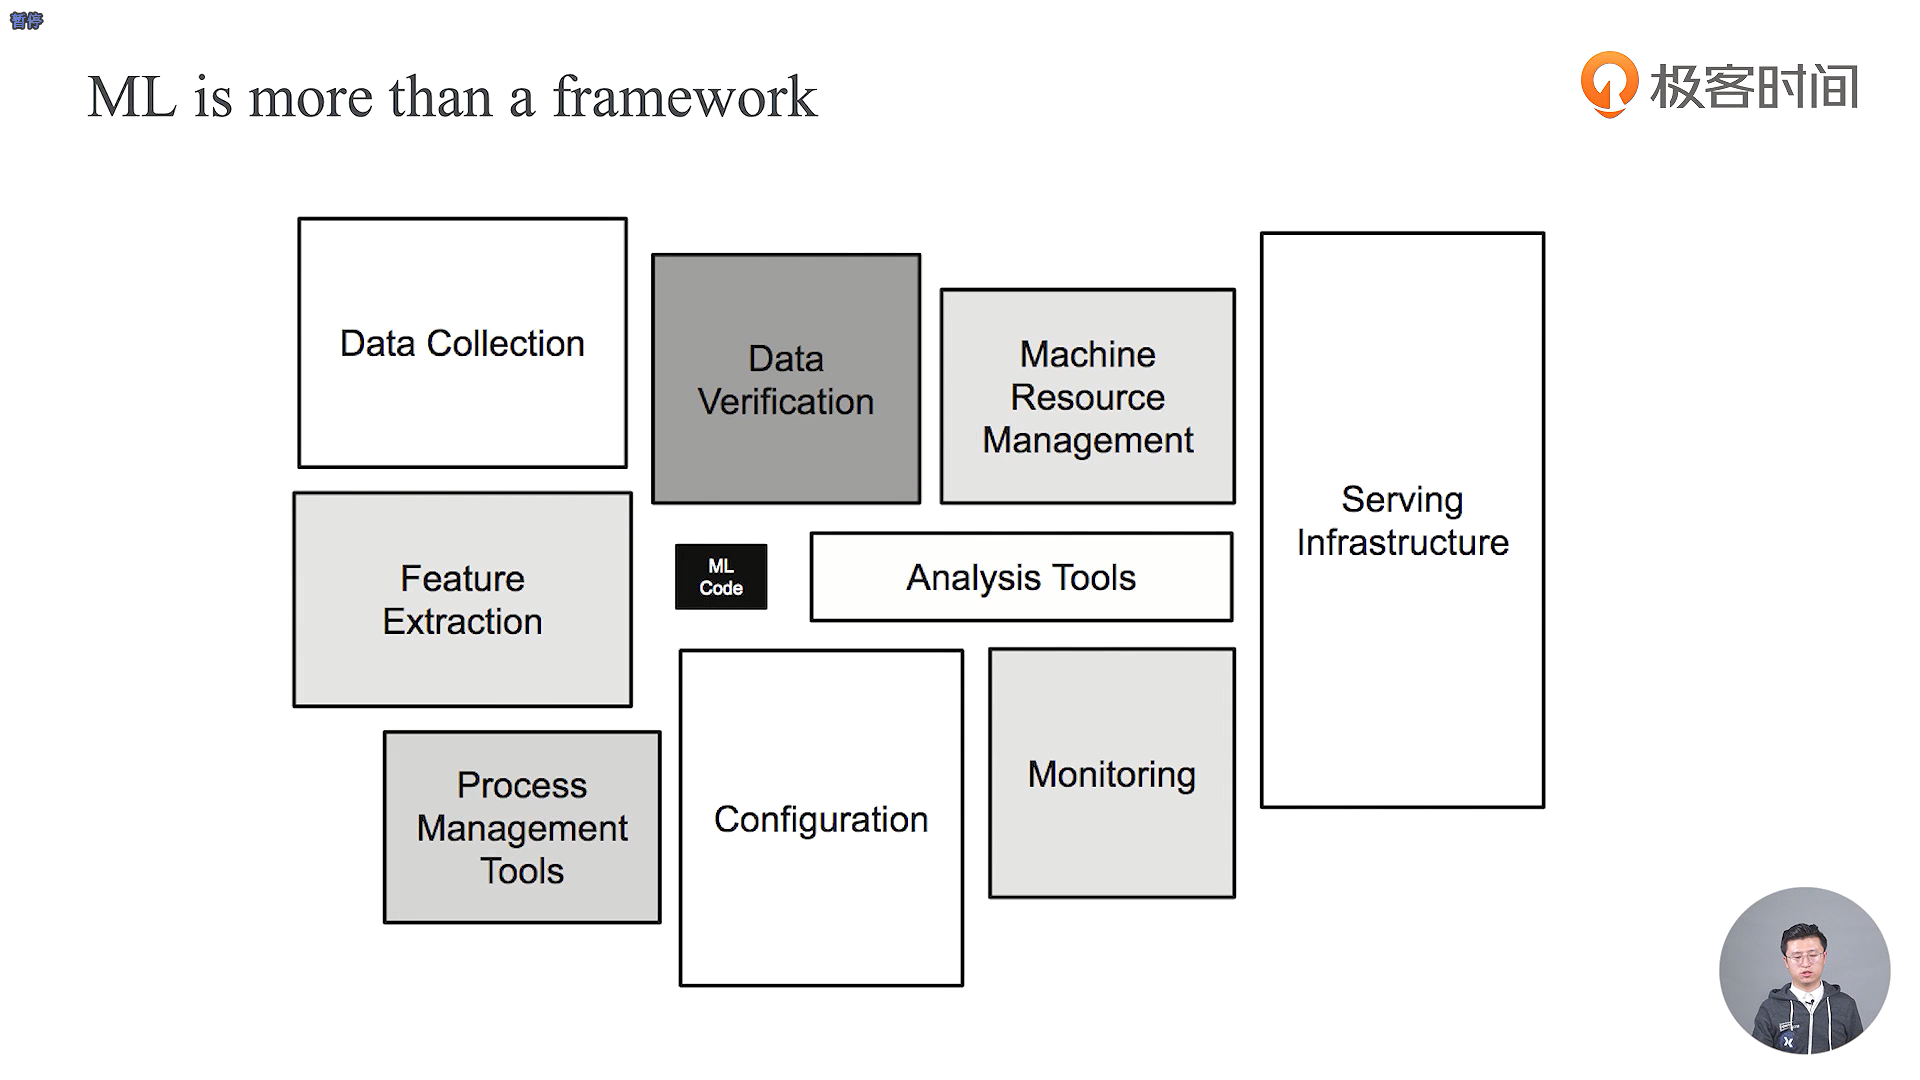 暂停
ML is more than a framework
极客时间
Data Collection
Data
Verification
Machine
Resource
Management
Serving
Infrastructure
Feature
Extraction
ML
Code
Analysis Tools
Process
Management
Tools
Configuration
Monitoring